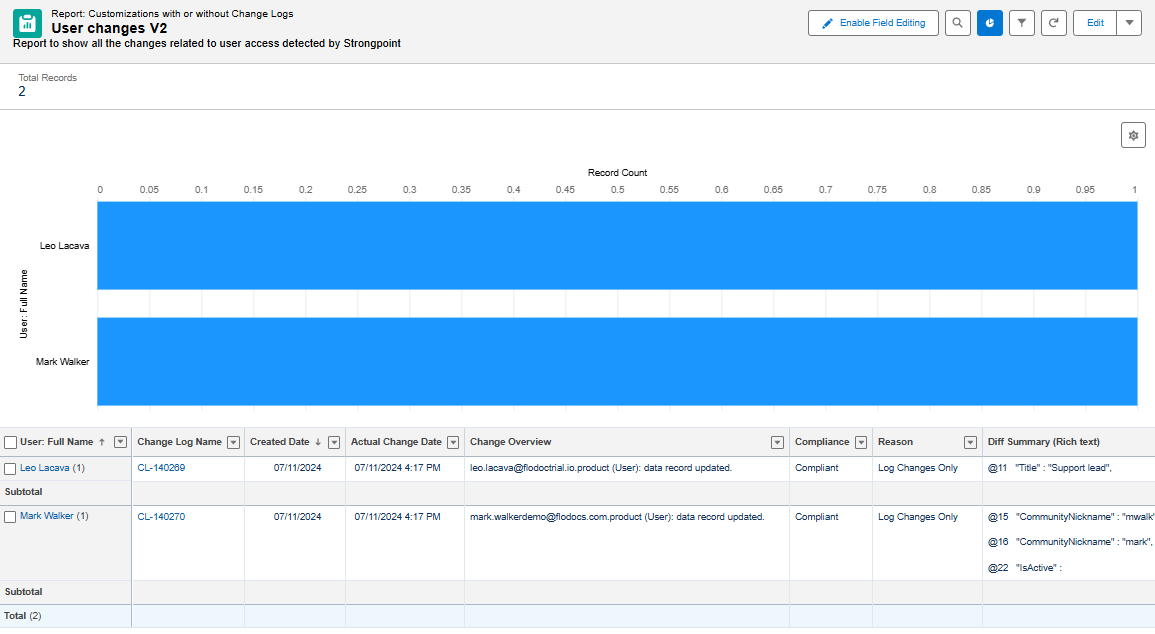 Report: Customizations with or without Change Logs
User changes V2
Report to show all the changes related to user access detected by Strongpoint
Enable Field Editing
Edit
Total Records
2
Record Count
0 0.05 0.1 0.15 0.2 0.25 0.3 0.35 0.4 0.45 0.5 0.55 0.6 0.65 0.7 0.75 0.8 0.85 0.9 0.95 1
User: Full Name
Leo Lacava
Mark Walker
User: Full Name ↑ Change Log Name Created Date ↓ Actual Change Date Change Overview Compliance Reason Diff Summary (Rich text)
Leo Lacava (1) CL-140269 07/11/2024 07/11/2024 4:17 PM leo.lacava@flodoctrial.io.product (User): data record updated. Compliant Log Changes Only @11 "Title" : "Support lead",
Subtotal
Mark Walker (1) CL-140270 07/11/2024 07/11/2024 4:17 PM mark.walkerdemo@flodocs.com.product (User): data record updated. Compliant Log Changes Only @15 "CommunityNickname" : "mwalk"
@16 "CommunityNickname" : "mark",
@22 "IsActive" :
Subtotal
Total (2)